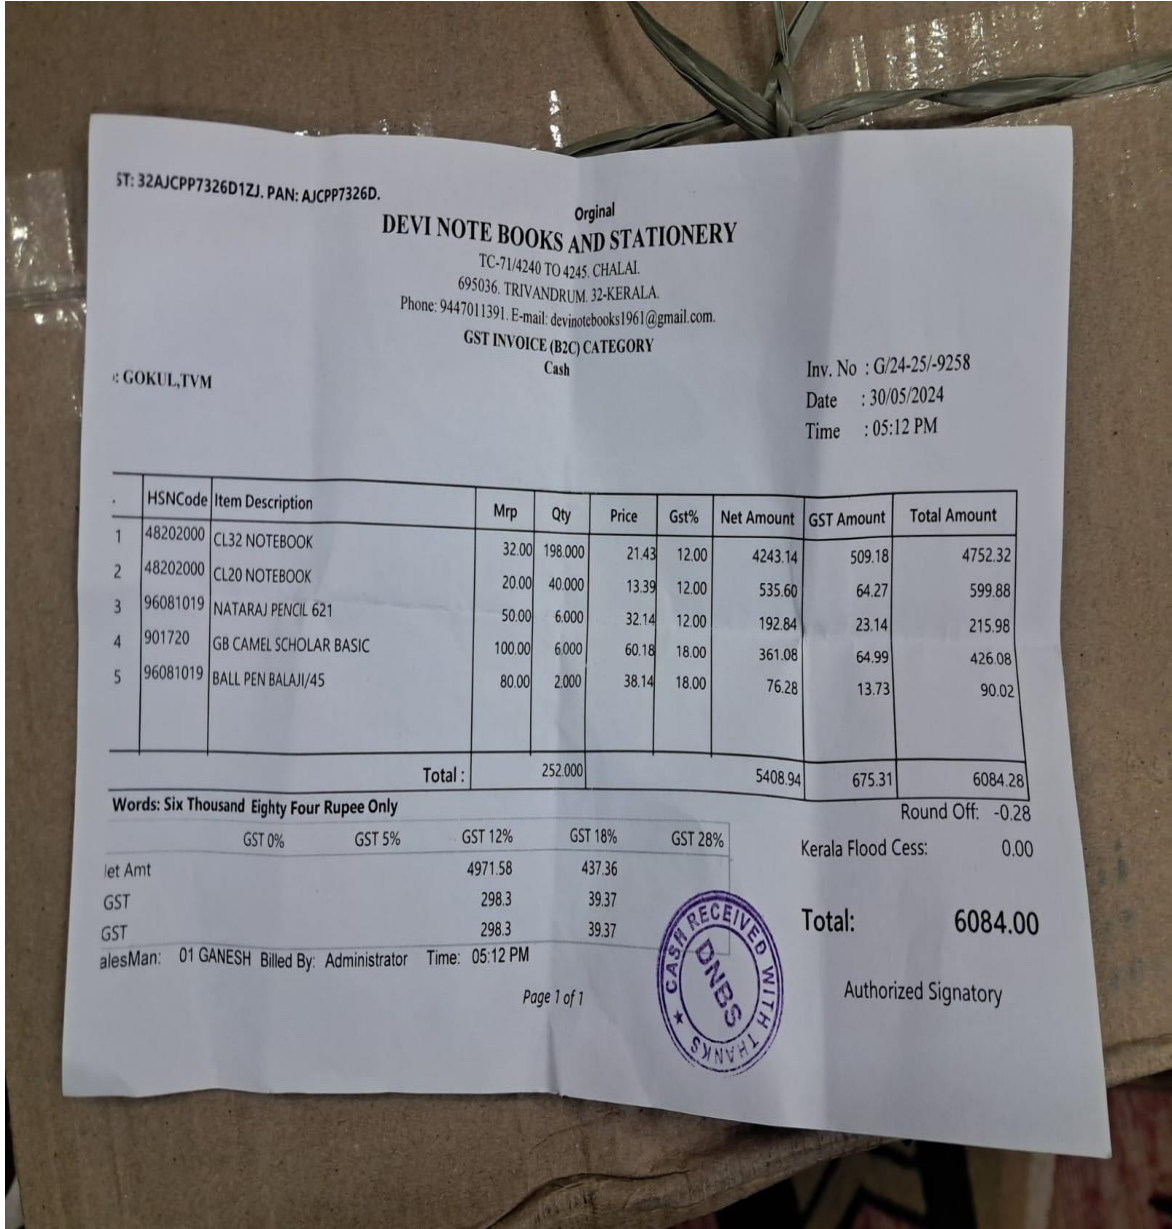 ST: 32AJCPP7326D1ZJ. PAN: AJCPP7326D.
Orginal
DEVI NOTE BOOKS AND STATIONERY
TC-71/4240 TO 4245. CHALAI.
695036. TRIVANDRUM. 32-KERALA.
Phone: 9447011391. E-mail: devinotebooks1961@gmail.com.
GST INVOICE (B2C) CATEGORY
Cash
: GOKUL,TVM
Inv. No : G/24-25/-9258
Date : 30/05/2024
Time : 05:12 PM
. HSNCode Item Description Mrp Qty Price Gst% Net Amount GST Amount Total Amount
1 48202000 CL32 NOTEBOOK 32.00 198.000 21.43 12.00 4243.14 509.18 4752.32
2 48202000 CL20 NOTEBOOK 20.00 40.000 13.39 12.00 535.60 64.27 599.88
3 96081019 NATARAJ PENCIL 621 50.00 6.000 32.14 12.00 192.84 23.14 215.98
4 901720 GB CAMEL SCHOLAR BASIC 100.00 6.000 60.18 18.00 361.08 64.99 426.08
5 96081019 BALL PEN BALAJI/45 80.00 2.000 38.14 18.00 76.28 13.73 90.02
Total : 252.000 5408.94 675.31 6084.28
Words: Six Thousand Eighty Four Rupee Only
Round Off: -0.28
GST 0% GST 5% GST 12% GST 18% GST 28%
Kerala Flood Cess: 0.00
let Amt 4971.58 437.36
GST 298.3 39.37
GST 298.3 39.37
Total: 6084.00
alesMan: 01 GANESH Billed By: Administrator Time: 05:12 PM
Page 1 of 1
CASH RECEIVED WITH THANKS
DNBS
Authorized Signatory